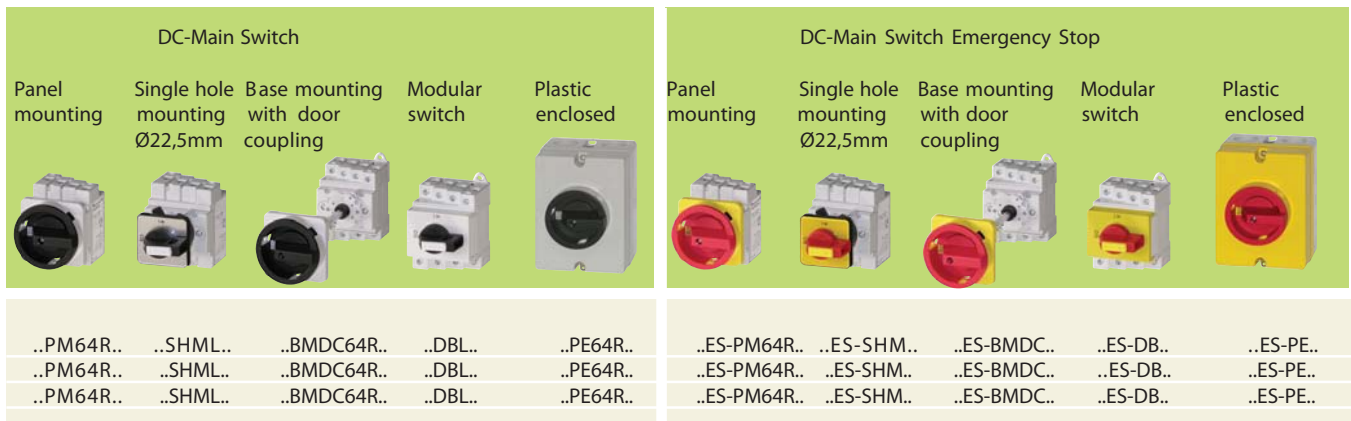 DC-Main Switch
Panel mounting
Single hole mounting Ø22,5mm
Base mounting with door coupling
Modular switch
Plastic enclosed
DC-Main Switch Emergency Stop
Panel mounting
Single hole mounting Ø22,5mm
Base mounting with door coupling
Modular switch
Plastic enclosed
..PM64R.. ..SHML.. ..BMDC64R.. ..DBL.. ..PE64R.. ..ES-PM64R.. ..ES-SHM.. ..ES-BMDC.. ..ES-DB.. ..ES-PE..
..PM64R.. ..SHML.. ..BMDC64R.. ..DBL.. ..PE64R.. ..ES-PM64R.. ..ES-SHM.. ..ES-BMDC.. ..ES-DB.. ..ES-PE..
..PM64R.. ..SHML.. ..BMDC64R.. ..DBL.. ..PE64R.. ..ES-PM64R.. ..ES-SHM.. ..ES-BMDC.. ..ES-DB.. ..ES-PE..